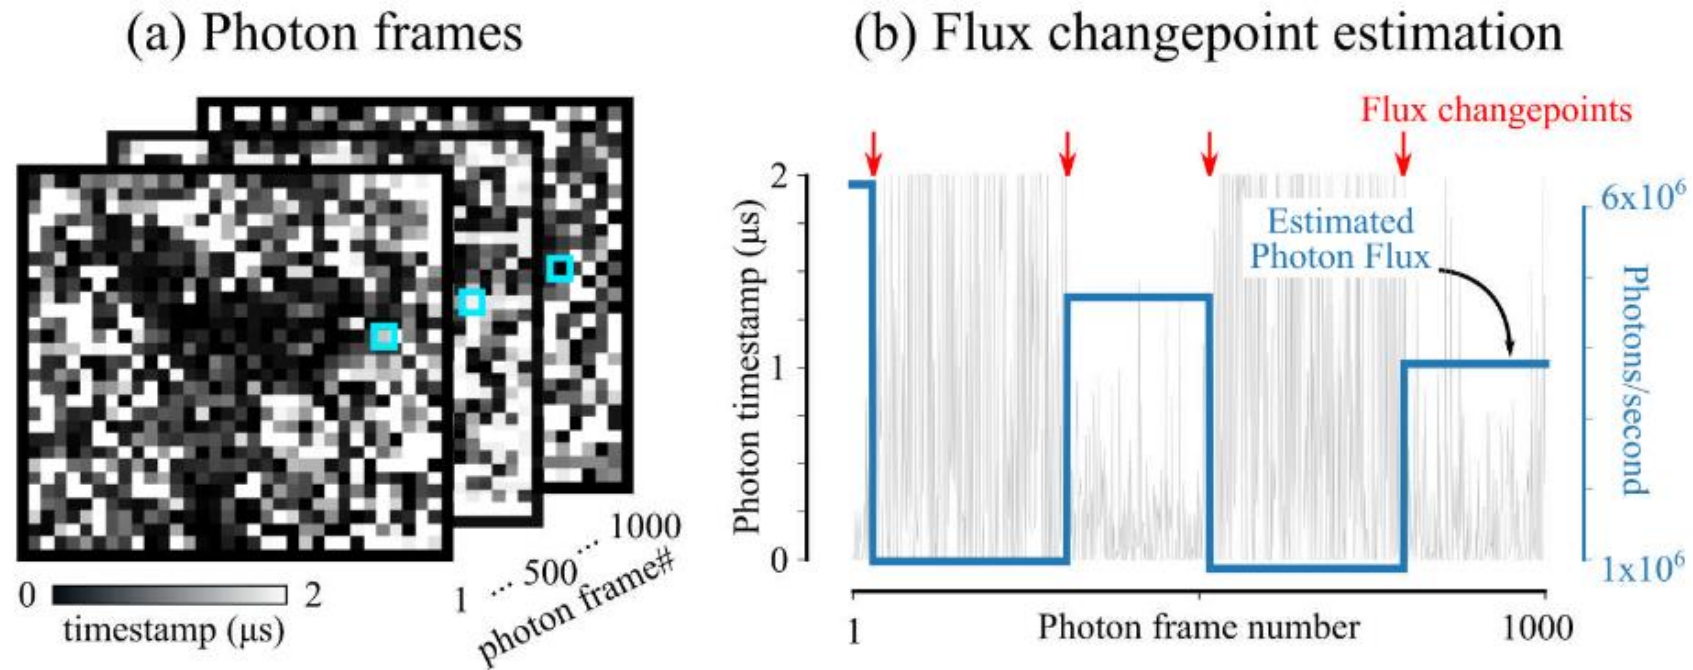 (a) Photon frames
0
2
timestamp (μs)
1 ... 500 ... 1000
photon frame#
(b) Flux changepoint estimation
Flux changepoints
2
1
0
Photon timestamp (μs)
Estimated
Photon Flux
6x10⁶
1x10⁶
Photons/second
1
Photon frame number
1000